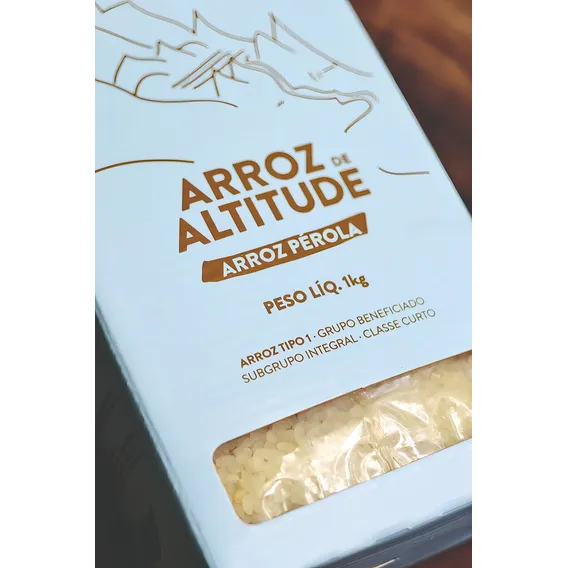 ARROZ DE
ALTITUDE
ARROZ PÉROLA
PESO LÍQ. 1kg
ARROZ TIPO 1 · GRUPO BENEFICIADO
SUBGRUPO INTEGRAL · CLASSE CURTO